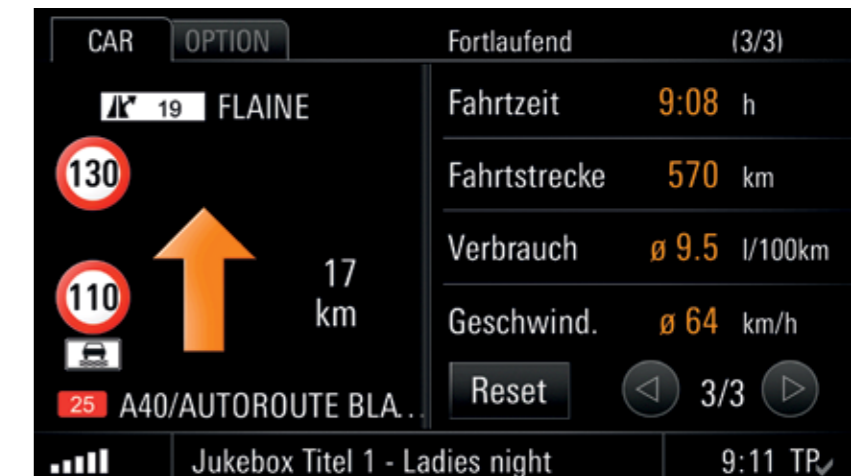 CAR OPTION Fortlaufend (3/3)
19 FLAINE
130
110
17
km
25 A40/AUTOROUTE BLA...
Fahrtzeit 9:08 h
Fahrtstrecke 570 km
Verbrauch ø 9.5 l/100km
Geschwind. ø 64 km/h
Reset 3/3
Jukebox Titel 1 - Ladies night 9:11 TP